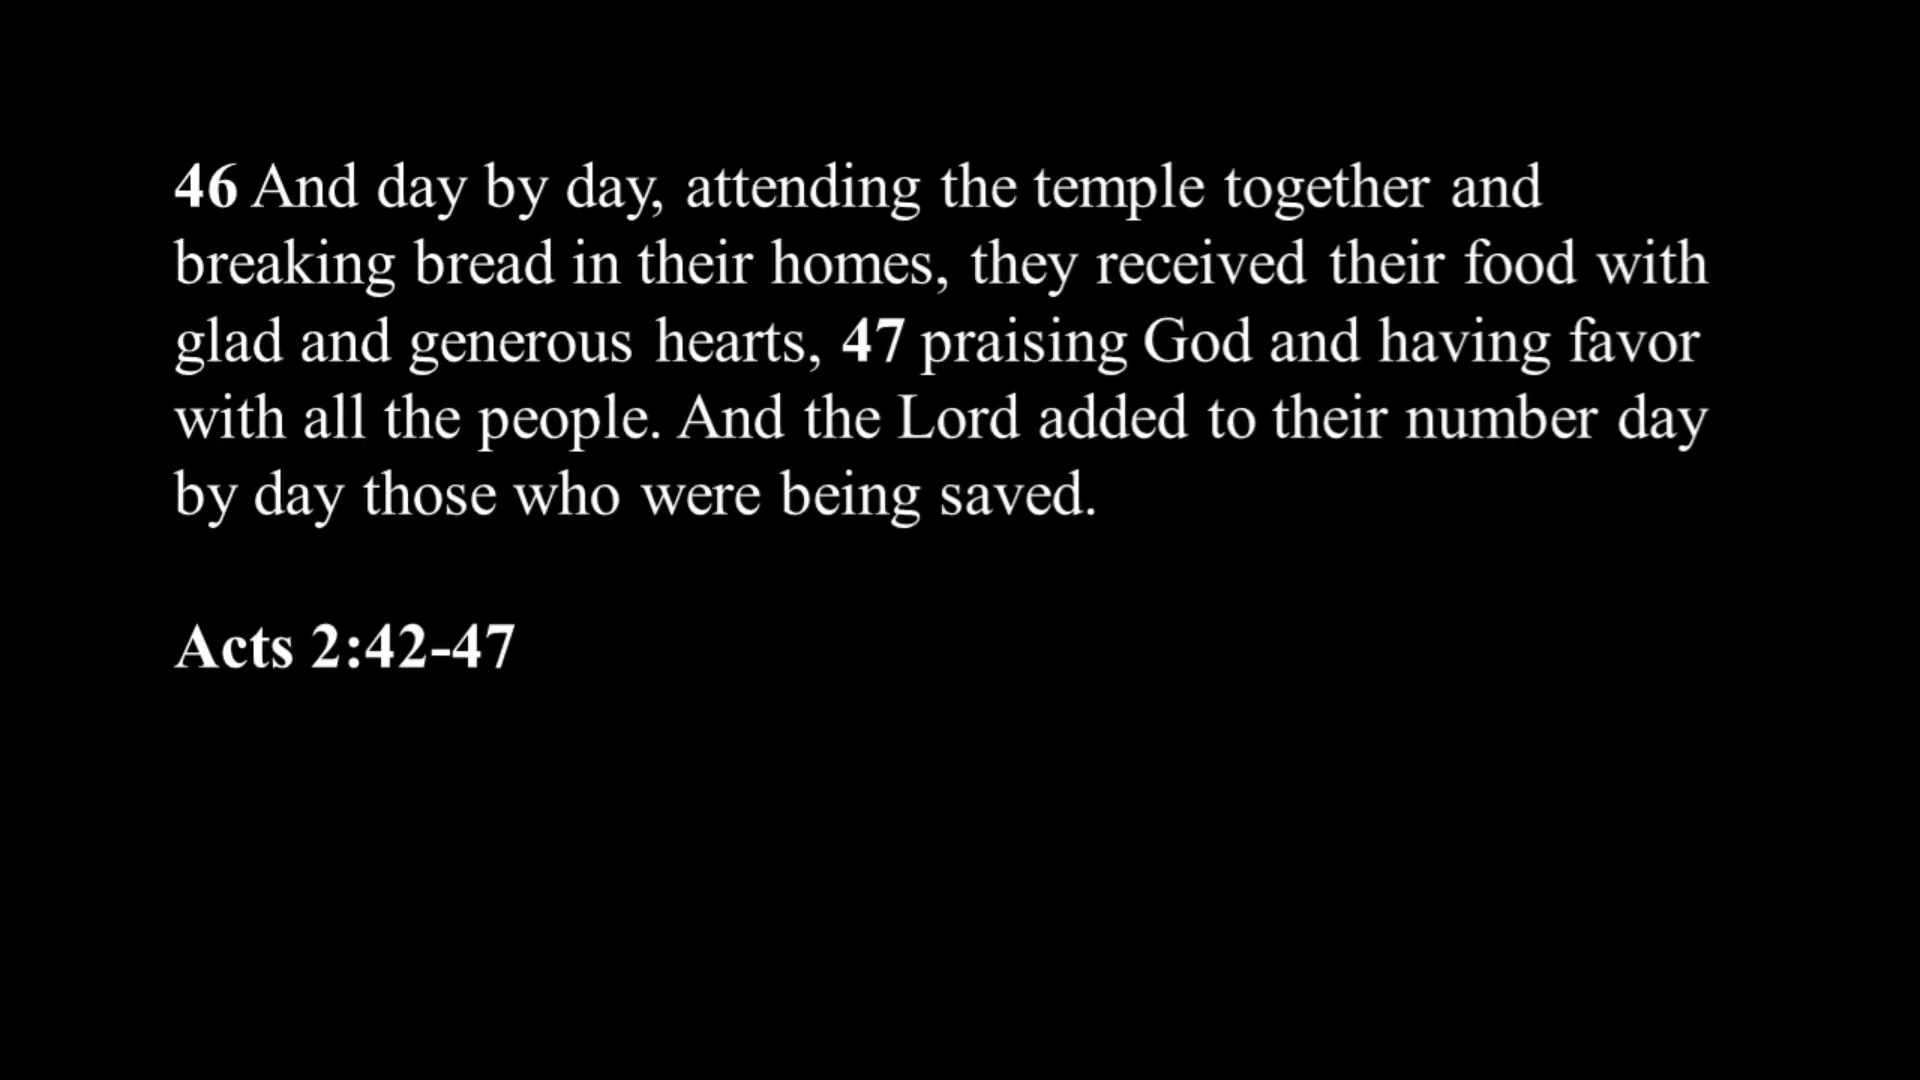 46 And day by day, attending the temple together and
breaking bread in their homes, they received their food with
glad and generous hearts, 47 praising God and having favor
with all the people. And the Lord added to their number day
by day those who were being saved.
Acts 2:42-47